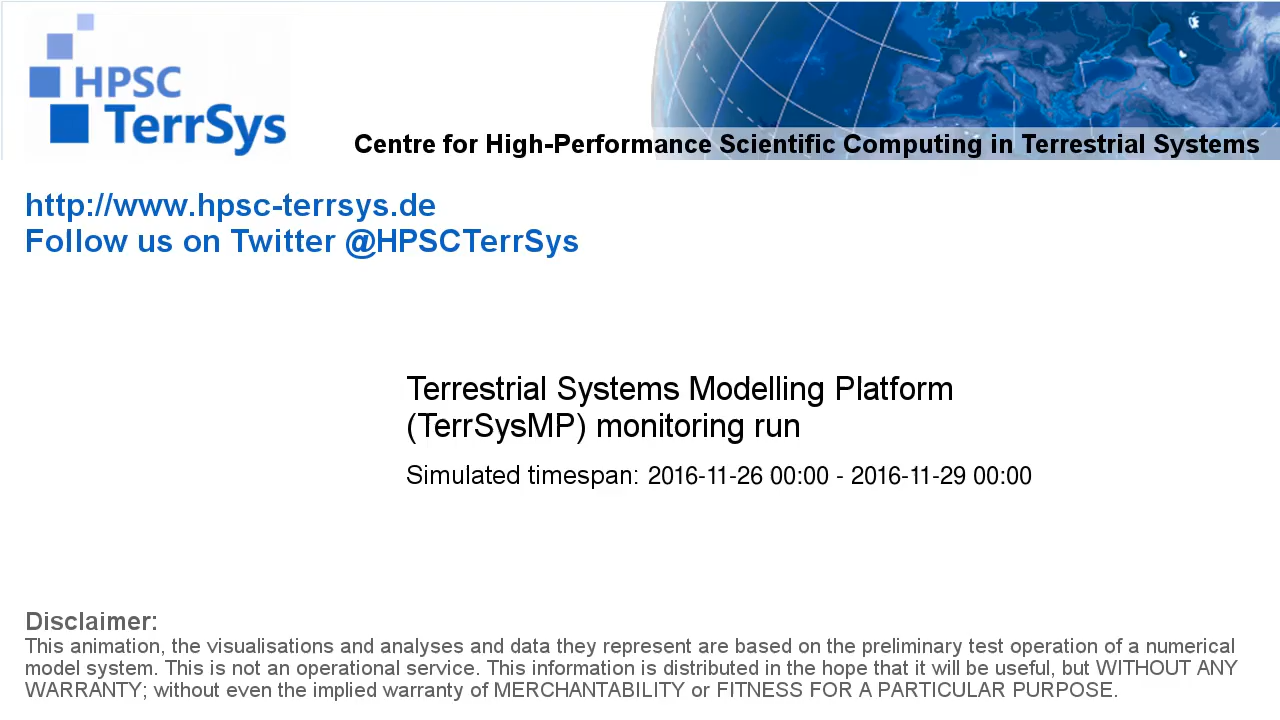 HPSC
TerrSys
Centre for High-Performance Scientific Computing in Terrestrial Systems
http://www.hpsc-terrsys.de
Follow us on Twitter @HPSCTerrSys
Terrestrial Systems Modelling Platform
(TerrSysMP) monitoring run
Simulated timespan: 2016-11-26 00:00 - 2016-11-29 00:00
Disclaimer:
This animation, the visualisations and analyses and data they represent are based on the preliminary test operation of a numerical
model system. This is not an operational service. This information is distributed in the hope that it will be useful, but WITHOUT ANY
WARRANTY; without even the implied warranty of MERCHANTABILITY or FITNESS FOR A PARTICULAR PURPOSE.